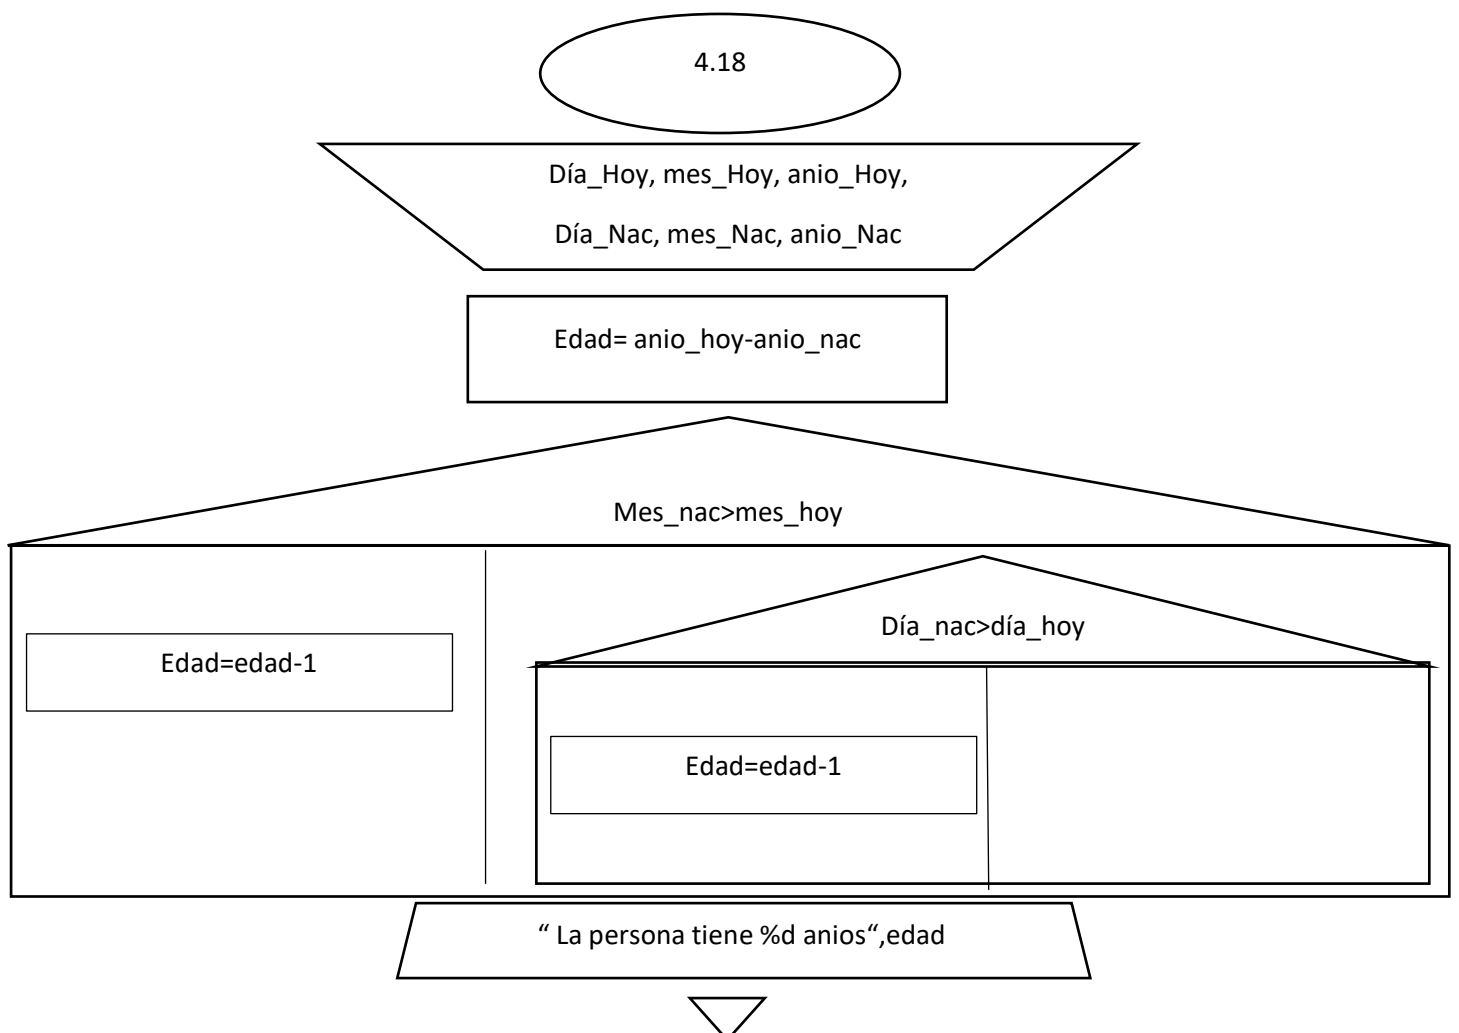 4.18
Día_Hoy, mes_Hoy, anio_Hoy,
Día_Nac, mes_Nac, anio_Nac
Edad= anio_hoy-anio_nac
Mes_nac>mes_hoy
Día_nac>día_hoy
Edad=edad-1
Edad=edad-1
“ La persona tiene %d anios“,edad